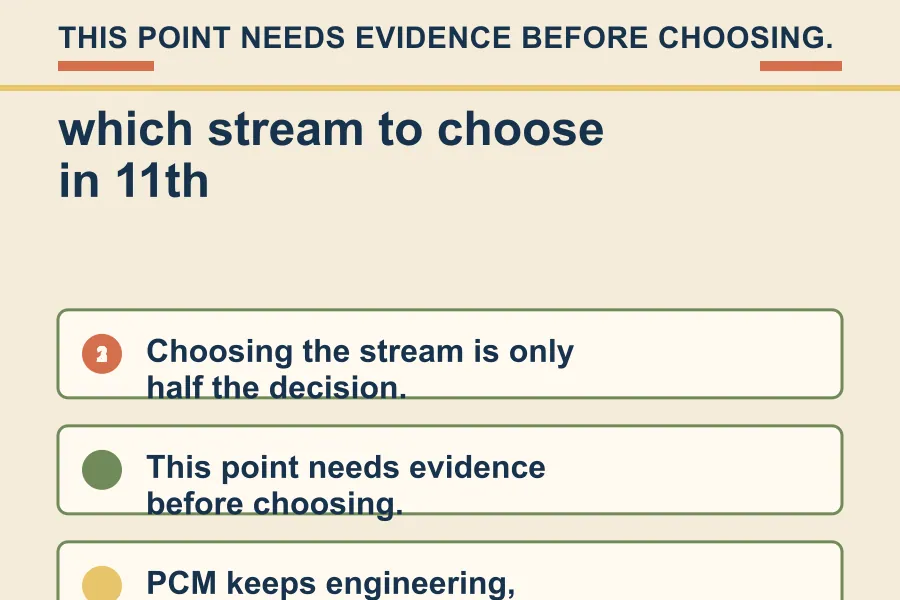 THIS POINT NEEDS EVIDENCE BEFORE CHOOSING.
which stream to choose
in 11th
Choosing the stream is only
half the decision.
This point needs evidence
before choosing.
PCM keeps engineering,